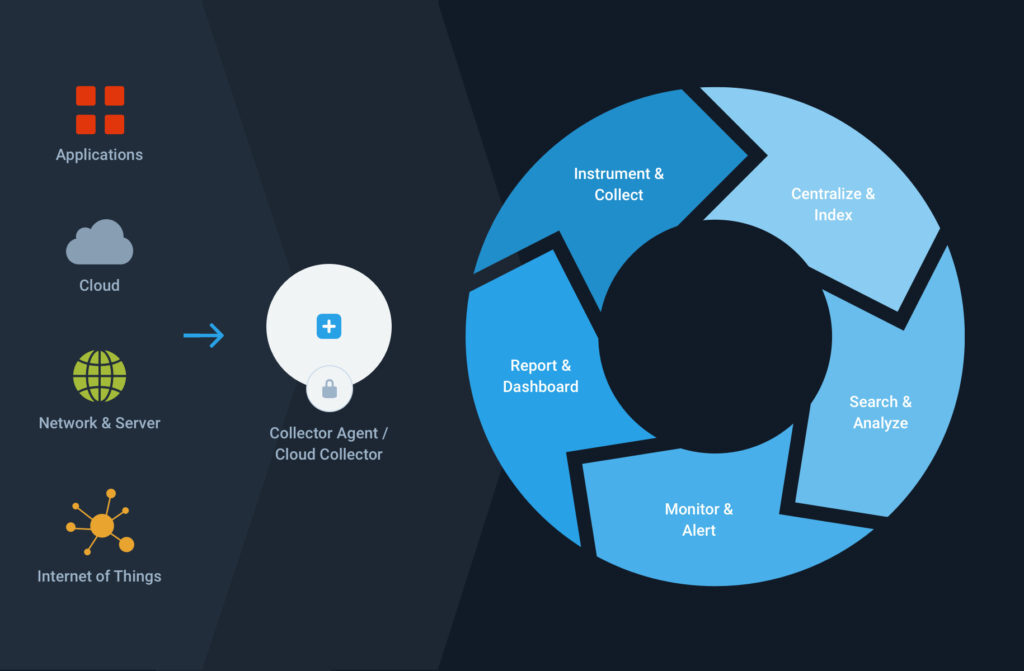 Applications
Cloud
Network & Server
Internet of Things
Collector Agent /
Cloud Collector
Instrument &
Collect
Centralize &
Index
Search &
Analyze
Monitor &
Alert
Report &
Dashboard